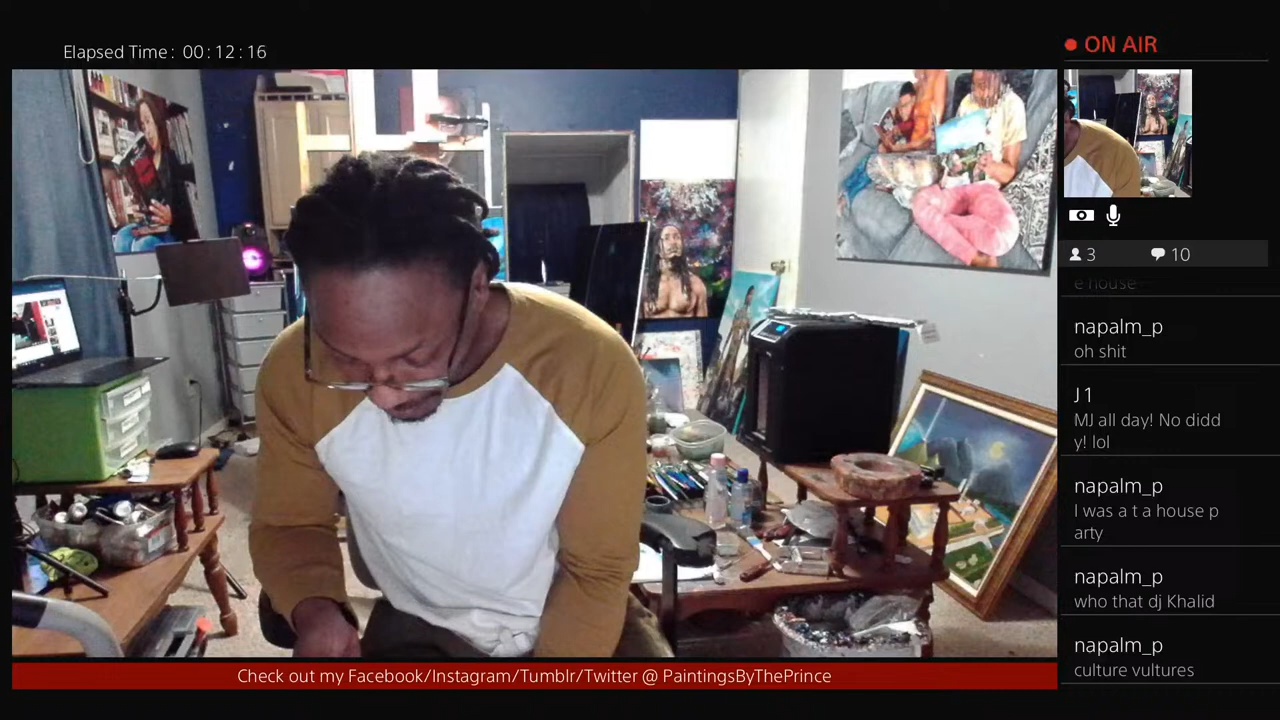 Elapsed Time: 00:12:16
ON AIR
3
10
e house
napalm_p
oh shit
J 1
MJ all day! No didd
y! lol
napalm_p
I was a t a house p
arty
napalm_p
who that dj Khalid
napalm_p
culture vultures
Check out my Facebook/Instagram/Tumblr/Twitter @ PaintingsByThePrince